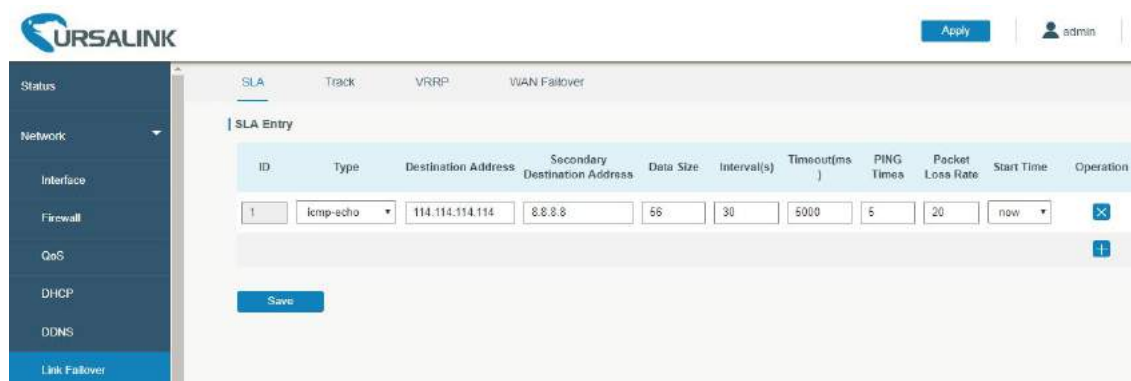 URSALINK
Apply
admin
Status
SLA Track VRRP WAN Failover
SLA Entry
Network
ID Type Destination Address Secondary Destination Address Data Size Interval(s) Timeout(ms) PING Times Packet Loss Rate Start Time Operation
Interface
1 icmp-echo 114.114.114.114 8.8.8.8 56 30 5000 5 20 now
Firewall
QoS
DHCP
Save
DDNS
Link Failover